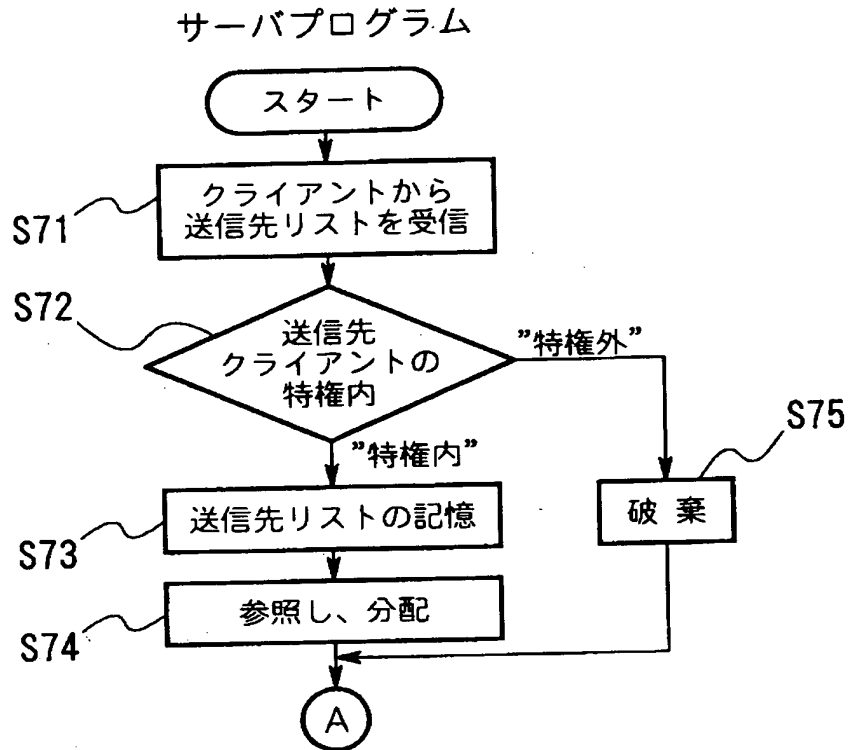 サーバプログラム
スタート
クライアントから
送信先リストを受信
S71
S72
送信先
クライアントの
特権内
”特権外”
S75
”特権内”
送信先リストの記憶
破 棄
S73
参照し、分配
S74
A